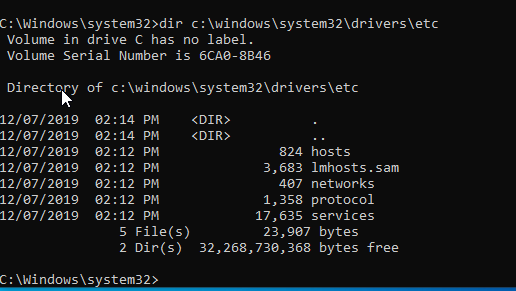 C:\Windows\system32>dir c:\windows\system32\drivers\etc
 Volume in drive C has no label.
 Volume Serial Number is 6CA0-8B46

 Directory of c:\windows\system32\drivers\etc

12/07/2019  02:14 PM    <DIR>          .
12/07/2019  02:14 PM    <DIR>          ..
12/07/2019  02:12 PM               824 hosts
12/07/2019  02:12 PM             3,683 lmhosts.sam
12/07/2019  02:12 PM               407 networks
12/07/2019  02:12 PM             1,358 protocol
12/07/2019  02:12 PM            17,635 services
               5 File(s)         23,907 bytes
               2 Dir(s)  32,268,730,368 bytes free

C:\Windows\system32>